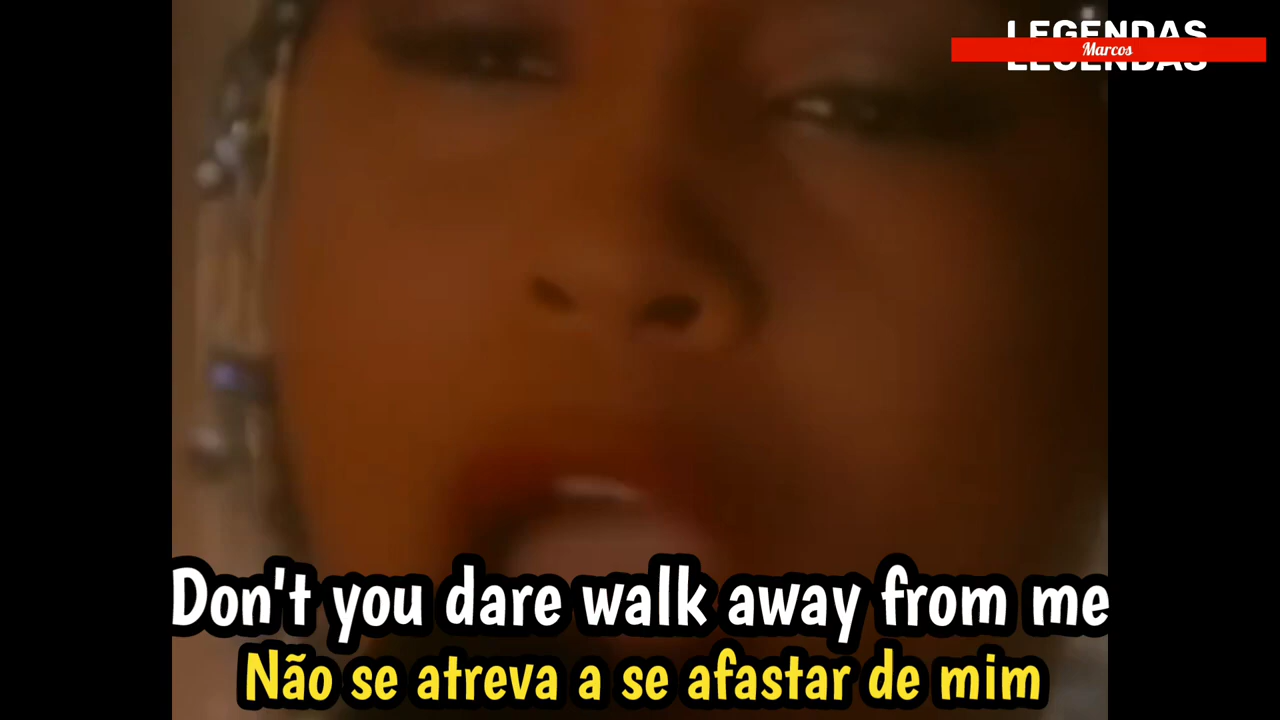 LEGENDAS
Marcos
LEGENDAS
Don't you dare walk away from me
Não se atreva a se afastar de mim